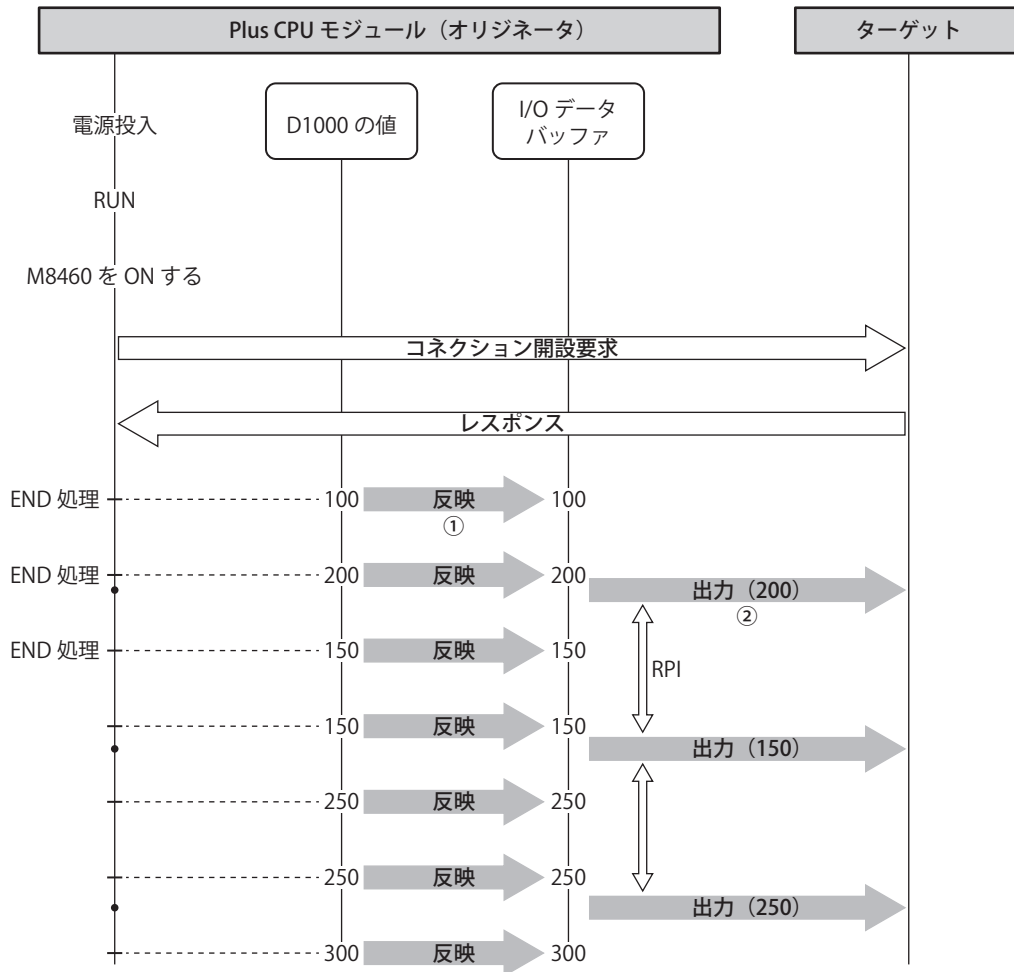 Plus CPU モジュール（オリジネータ）
ターゲット
電源投入
D1000 の値
I/O データ
バッファ
RUN
M8460 を ON する
コネクション開設要求
レスポンス
END 処理 100 反映 100
①
END 処理 200 反映 200
出力（200）
②
END 処理 150 反映 150
RPI
150 反映 150
出力（150）
250 反映 250
250 反映 250
出力（250）
300 反映 300